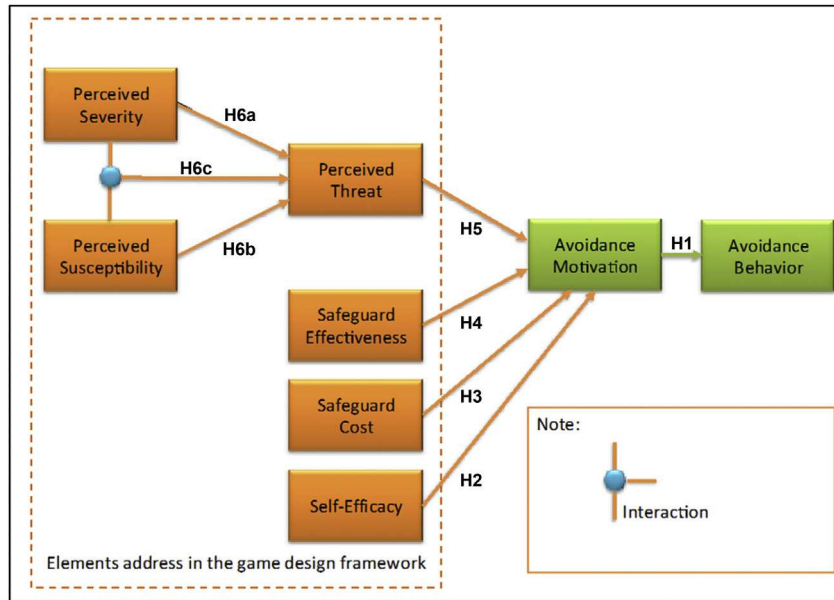 Perceived
Severity
H6a
H6c
Perceived
Threat
Perceived
Susceptibility
H6b
H5
Avoidance
Motivation
H1
Avoidance
Behavior
Safeguard
Effectiveness
H4
Safeguard
Cost
H3
Self-Efficacy
H2
Note:
Interaction
Elements address in the game design framework